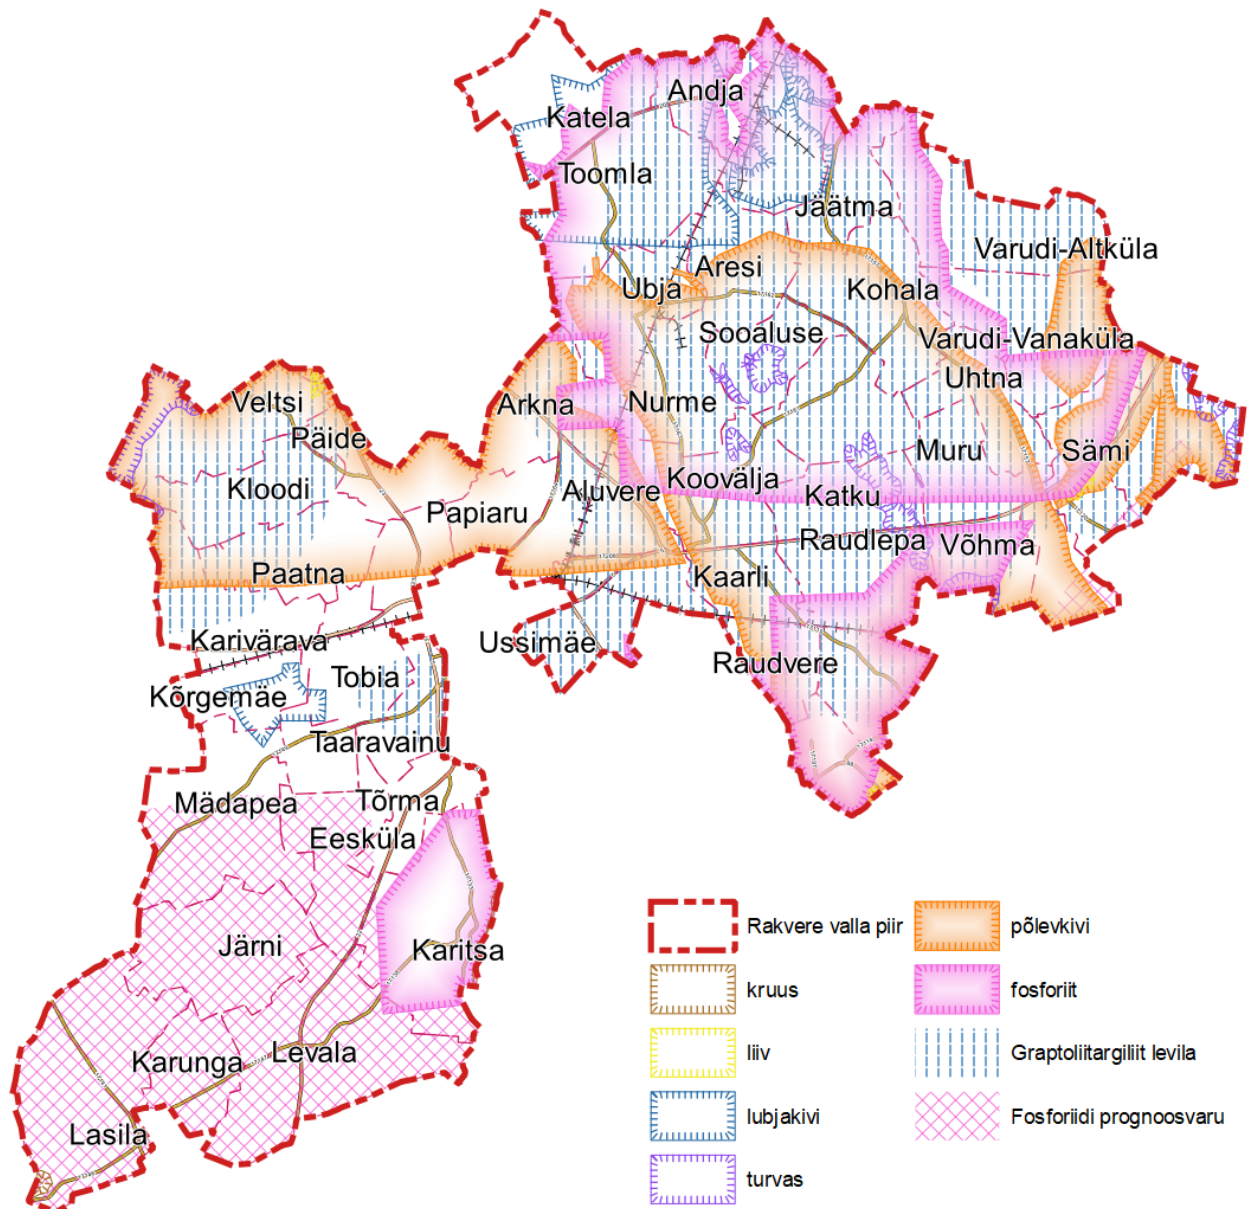 Andja
Katela
Toomla
Jäätma
Varudi-Altküla
Aresi
Ubja
Kohala
Sooaluse
Varudi-Vanaküla
Uhtna
Veltsi
Arkna
Nurme
Päide
Muru
Sämi
Kloodi
Aluvere
Koovälja
Katku
Papiaru
Raudlepa
Võhma
Paatna
Kaarli
Karivärava
Ussimäe
Raudvere
Tobia
Kõrgemäe
Taaravainu
Mädapea
Tõrma
Eesküla
Järni
Karitsa
Karunga
Levala
Lasila
Rakvere valla piir
põlevkivi
kruus
fosforiit
liiv
Graptoliitargiliit levila
lubjakivi
Fosforiidi prognoosvaru
turvas